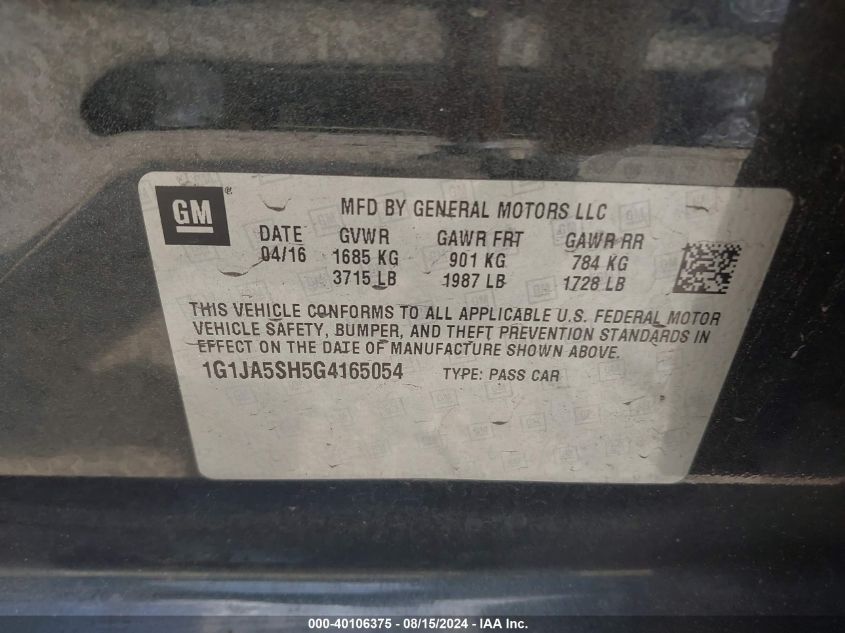 GM® MFD BY GENERAL MOTORS LLC
DATE GVWR GAWR FRT GAWR RR
04/16 1685 KG 901 KG 784 KG
3715 LB 1987 LB 1728 LB
THIS VEHICLE CONFORMS TO ALL APPLICABLE U.S. FEDERAL MOTOR
VEHICLE SAFETY, BUMPER, AND THEFT PREVENTION STANDARDS IN
EFFECT ON THE DATE OF MANUFACTURE SHOWN ABOVE.
1G1JA5SH5G4165054 TYPE: PASS CAR
000-40106375 - 08/15/2024 - IAA Inc.